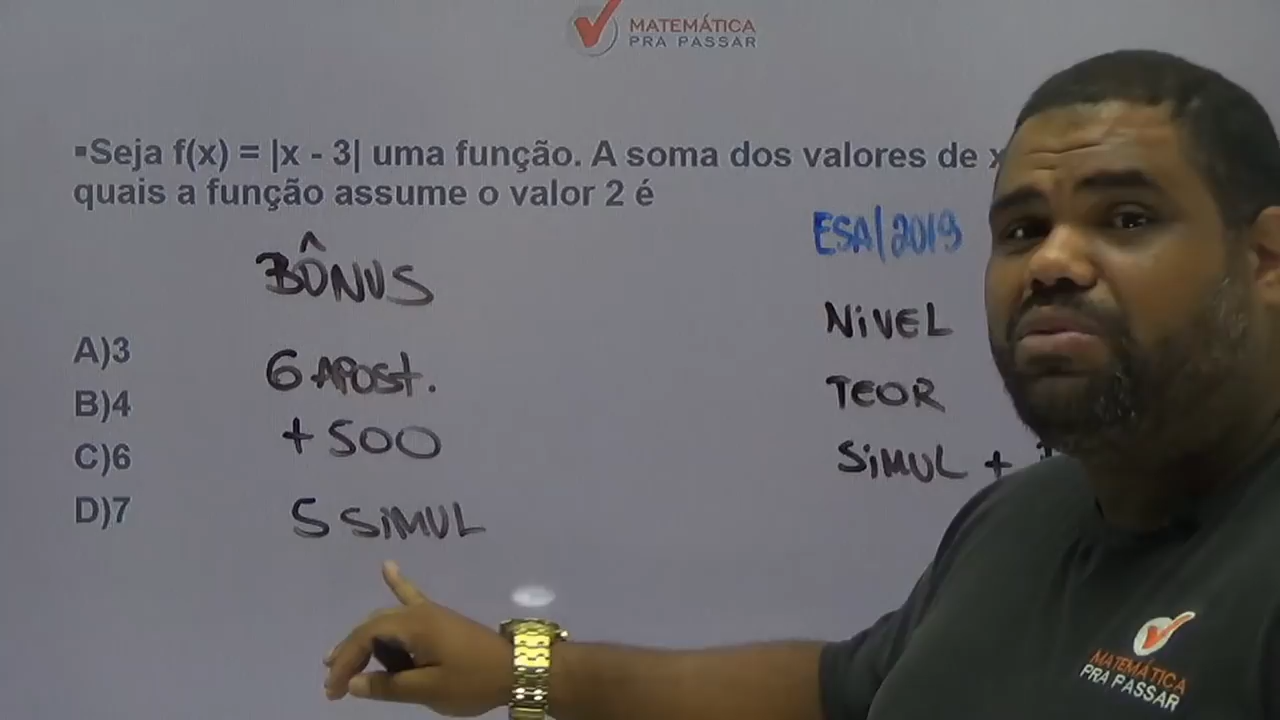 MATEMÁTICA
PRA PASSAR
▪Seja f(x) = |x - 3| uma função. A soma dos valores de x
quais a função assume o valor 2 é
ESA|2019
BÔNUS
NIVEL
A)3
6 APOST.
TEOR
B)4
+ 500
C)6
SIMUL +
D)7
5 SIMUL
MATEMÁTICA
PRA PASSAR